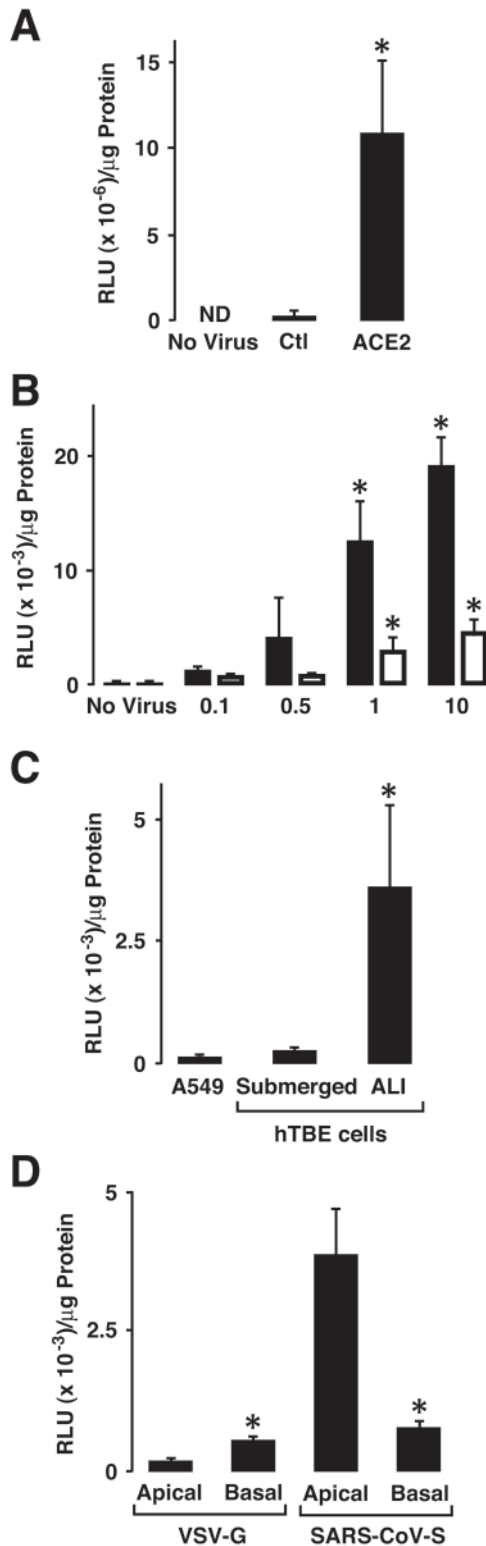 A
RLU (x 10⁻⁶)/µg Protein
15
10
5
0
*
ND
No Virus Ctl ACE2
B
RLU (x 10⁻³)/µg Protein
20
10
0
* * * *
No Virus 0.1 0.5 1 10
C
RLU (x 10⁻³)/µg Protein
5
2.5
0
*
A549 Submerged ALI
hTBE cells
D
RLU (x 10⁻³)/µg Protein
5
2.5
0
* *
Apical Basal Apical Basal
VSV-G SARS-CoV-S